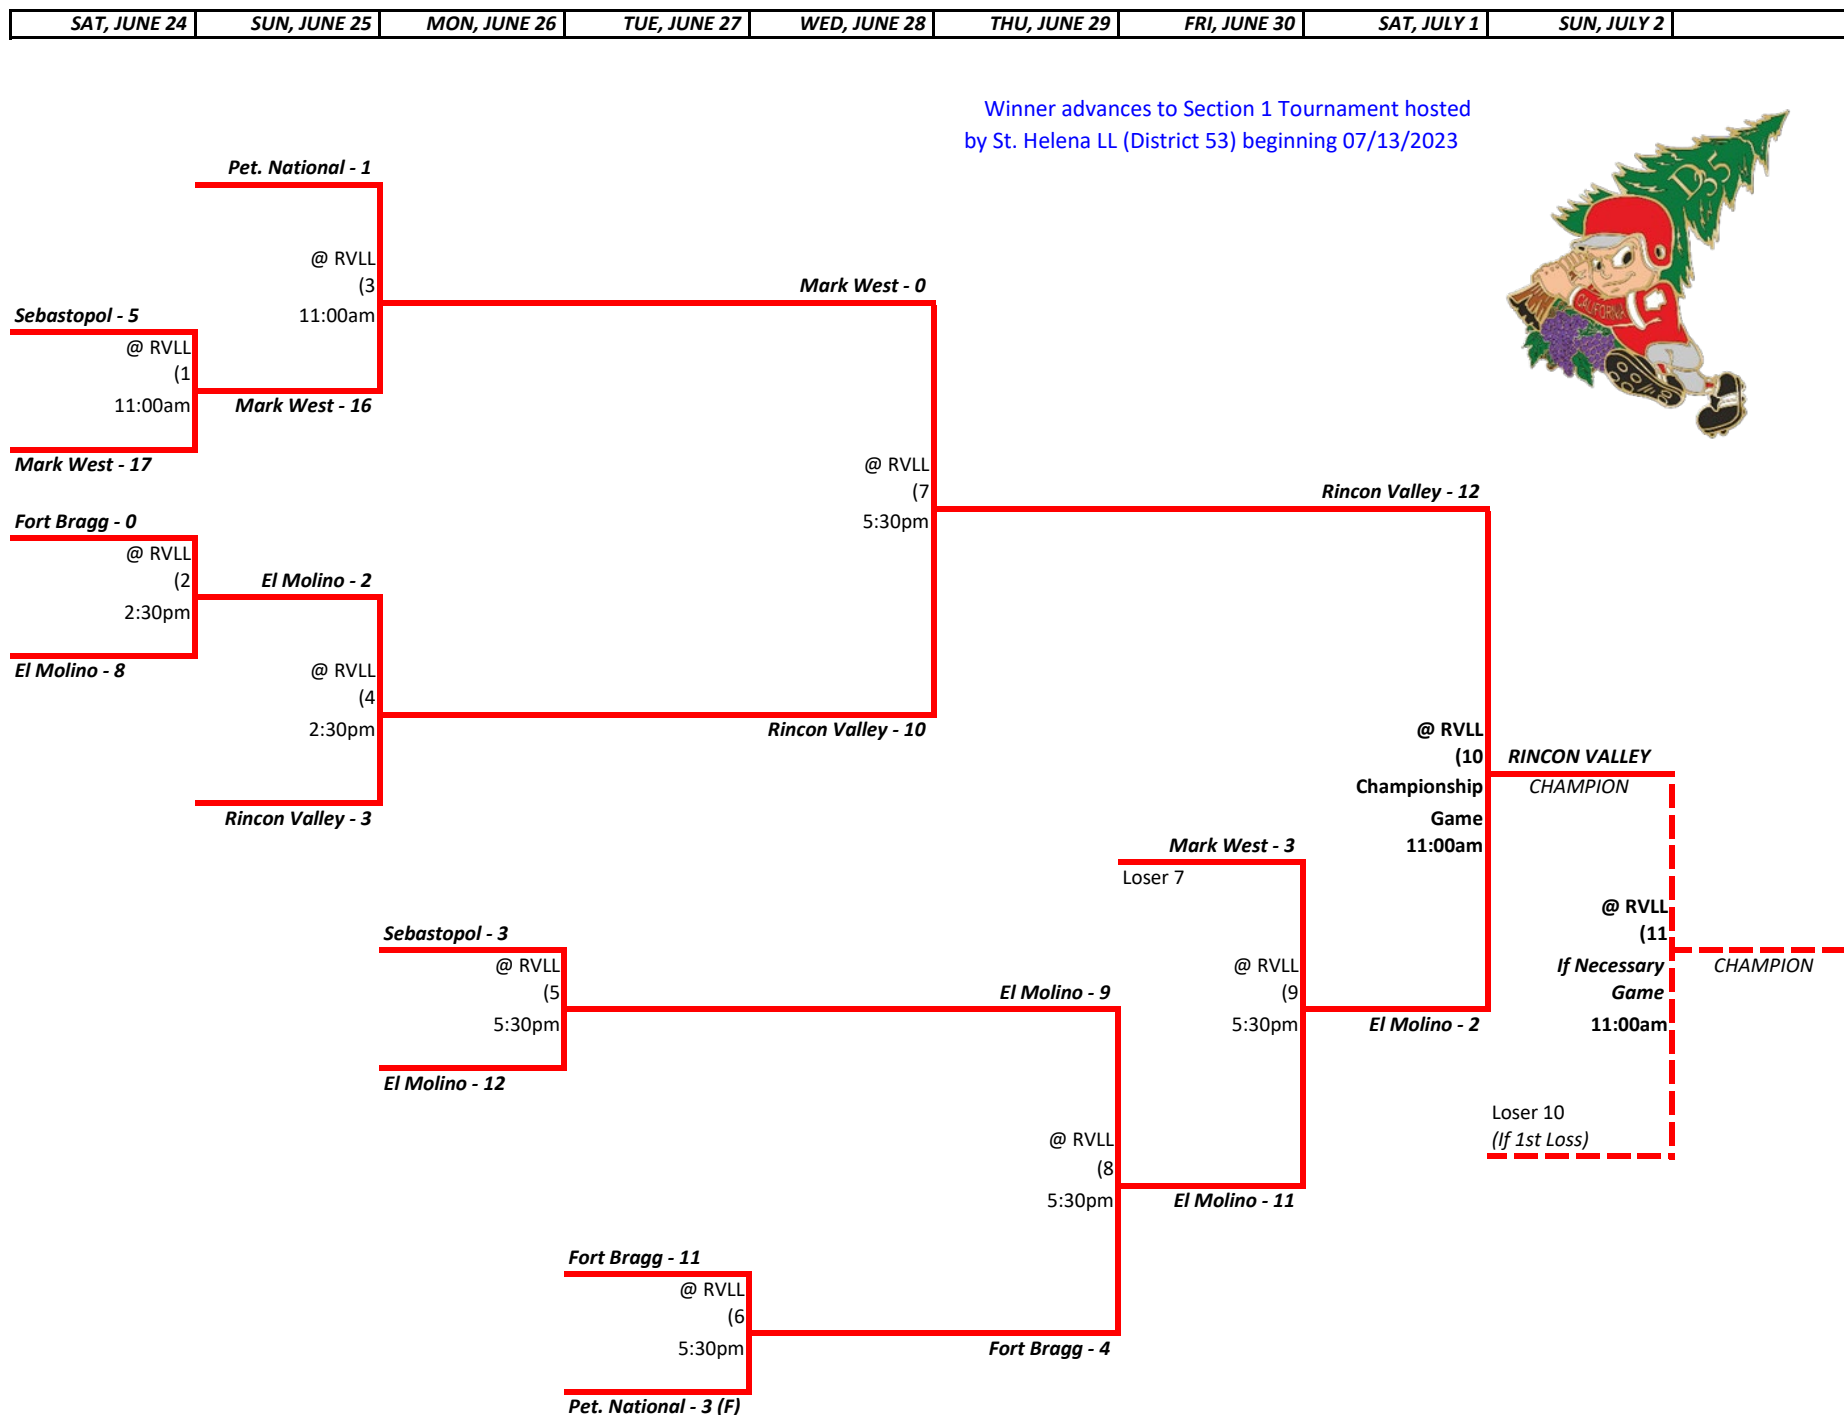 SAT, JUNE 24 SUN, JUNE 25 MON, JUNE 26 TUE, JUNE 27 WED, JUNE 28 THU, JUNE 29 FRI, JUNE 30 SAT, JULY 1 SUN, JULY 2
Winner advances to Section 1 Tournament hosted
by St. Helena LL (District 53) beginning 07/13/2023
D35
CALIFORNIA
Pet. National - 1
@ RVLL
(3
11:00am
Mark West - 0
Sebastopol - 5
@ RVLL
(1
11:00am
Mark West - 16
Mark West - 17
@ RVLL
(7
5:30pm
Rincon Valley - 12
Fort Bragg - 0
@ RVLL
(2
2:30pm
El Molino - 2
El Molino - 8
@ RVLL
(4
2:30pm
Rincon Valley - 10
Rincon Valley - 3
@ RVLL
(10
Championship
Game
11:00am
RINCON VALLEY
CHAMPION
Mark West - 3
Loser 7
@ RVLL
(11
If Necessary
Game
11:00am
CHAMPION
Sebastopol - 3
@ RVLL
(5
5:30pm
El Molino - 9
@ RVLL
(9
5:30pm
El Molino - 2
El Molino - 12
Loser 10
(If 1st Loss)
@ RVLL
(8
5:30pm
El Molino - 11
Fort Bragg - 11
@ RVLL
(6
5:30pm
Fort Bragg - 4
Pet. National - 3 (F)